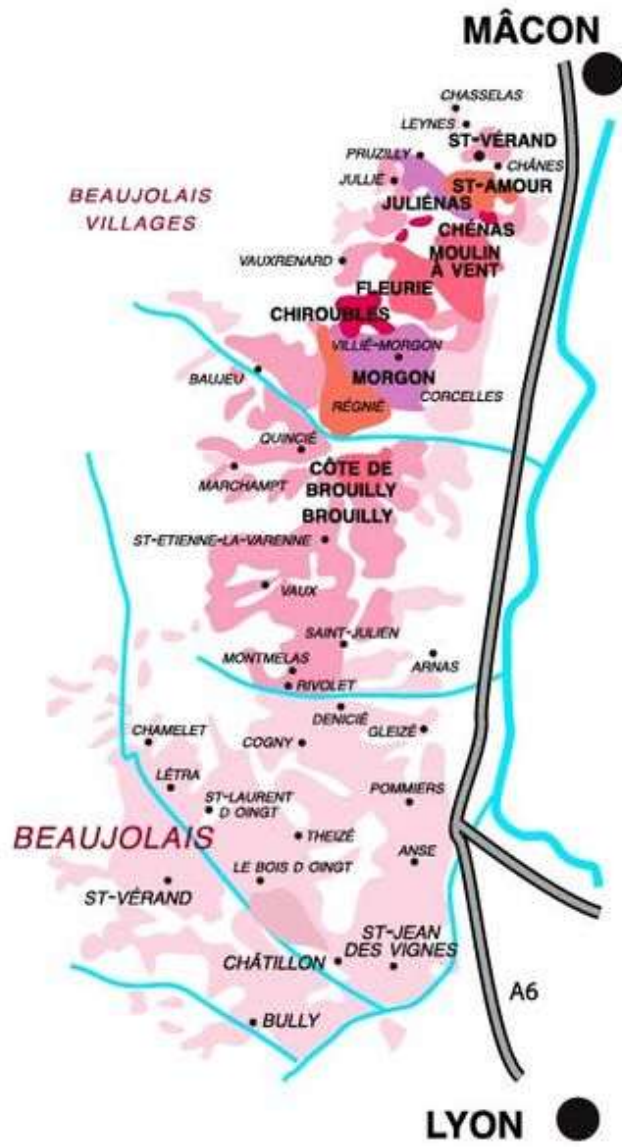 MÂCON
CHASSELAS
LEYNES
ST-VÉRAND
PRUZILLY
CHÂNES
JULLIÉ
ST-AMOUR
BEAUJOLAIS
VILLAGES
JULIÉNAS
CHÉNAS
MOULIN
À VENT
VAUXRENARD
FLEURIE
CHIROUBLES
VILLIÉ-MORGON
BAUJEU
MORGON
CORCELLES
RÉGNIÉ
QUINCIÉ
CÔTE DE
BROUILLY
MARCHAMPT
BROUILLY
ST-ETIENNE-LA-VARENNE
VAUX
SAINT-JULIEN
MONTMELAS
ARNAS
RIVOLET
DENICIÉ
GLEIZÉ
CHAMELET
COGNY
LÉTRA
POMMIERS
ST-LAURENT
D OINGT
BEAUJOLAIS
THEIZÉ
ANSE
LE BOIS D OINGT
ST-VÉRAND
ST-JEAN
DES VIGNES
CHÂTILLON
A6
BULLY
LYON